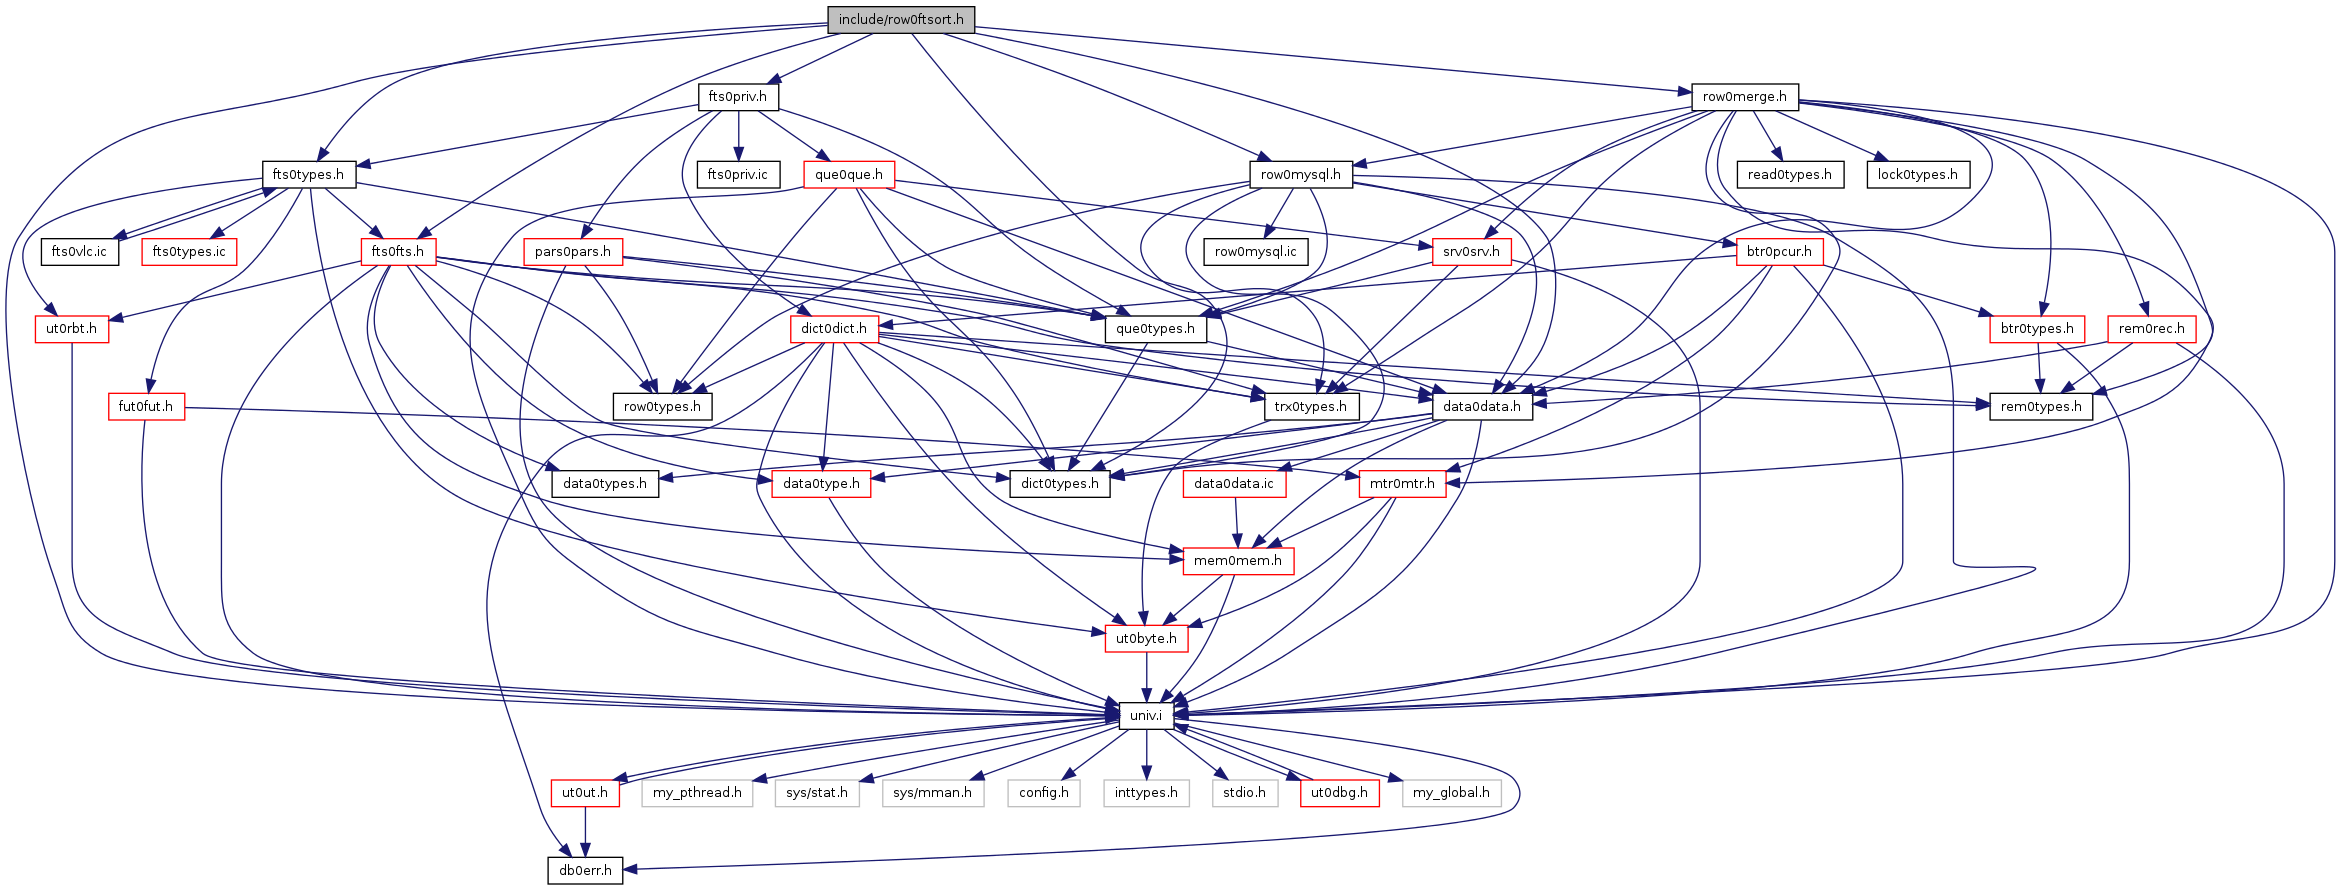 include/row0ftsort.h
fts0priv.h
row0merge.h
fts0types.h
fts0priv.ic
que0que.h
row0mysql.h
read0types.h
lock0types.h
fts0vlc.ic
fts0types.ic
fts0fts.h
pars0pars.h
row0mysql.ic
srv0srv.h
btr0pcur.h
ut0rbt.h
dict0dict.h
que0types.h
btr0types.h
rem0rec.h
fut0fut.h
row0types.h
trx0types.h
data0data.h
rem0types.h
data0types.h
data0type.h
dict0types.h
data0data.ic
mtr0mtr.h
mem0mem.h
ut0byte.h
univ.i
ut0ut.h
my_pthread.h
sys/stat.h
sys/mman.h
config.h
inttypes.h
stdio.h
ut0dbg.h
my_global.h
db0err.h